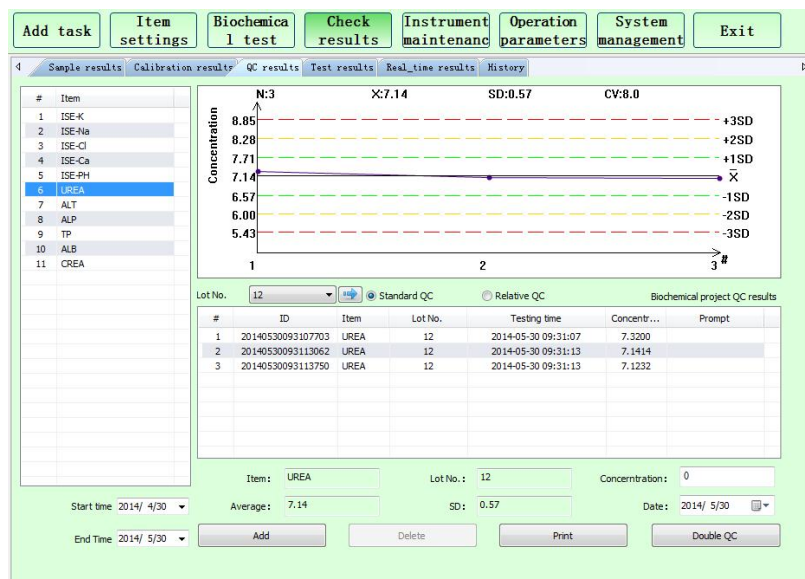 Add task
Item settings
Biochemica l test
Check results
Instrument maintenanc
Operation parameters
System management
Exit
Sample results Calibration results QC results Test results Real_time results History
# Item
1 ISE-K
2 ISE-Na
3 ISE-Cl
4 ISE-Ca
5 ISE-PH
6 UREA
7 ALT
8 ALP
9 TP
10 ALB
11 CREA
N:3 X:7.14 SD:0.57 CV:8.0
Concentration
8.85 +3SD
8.28 +2SD
7.71 +1SD
7.14 X̄
6.57 -1SD
6.00 -2SD
5.43 -3SD
1 2 3 #
Lot No. 12 Standard QC Relative QC Biochemical project QC results
# ID Item Lot No. Testing time Concentr... Prompt
1 20140530093107703 UREA 12 2014-05-30 09:31:07 7.3200
2 20140530093113062 UREA 12 2014-05-30 09:31:13 7.1414
3 20140530093113750 UREA 12 2014-05-30 09:31:13 7.1232
Item: UREA Lot No.: 12 Concerntration: 0
Start time 2014/ 4/30 Average: 7.14 SD: 0.57 Date: 2014/ 5/30
End Time 2014/ 5/30 Add Delete Print Double QC